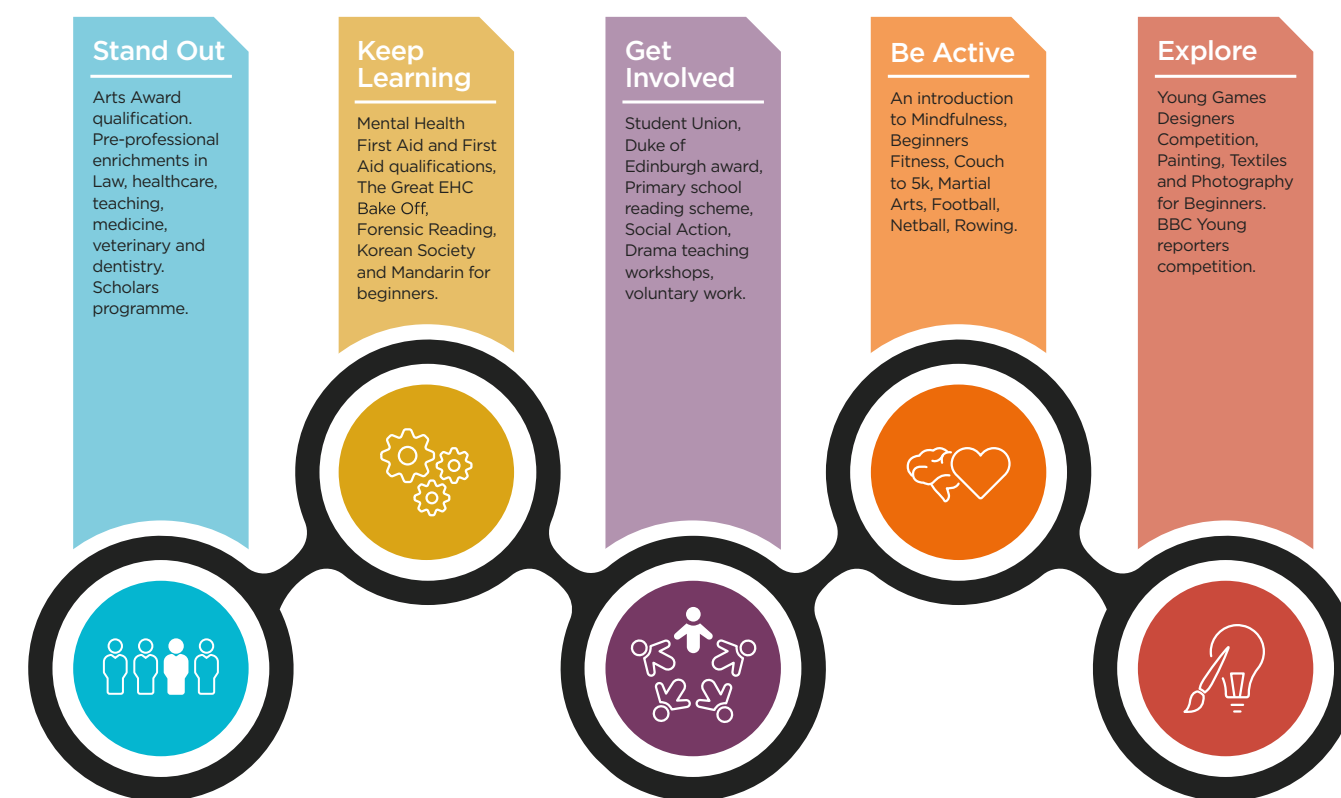 Stand Out
Arts Award
qualification.
Pre-professional
enrichments in
Law, healthcare,
teaching,
medicine,
veterinary and
dentistry.
Scholars
programme.
Keep
Learning
Mental Health
First Aid and First
Aid qualifications,
The Great EHC
Bake Off,
Forensic Reading,
Korean Society
and Mandarin for
beginners.
Get
Involved
Student Union,
Duke of
Edinburgh award,
Primary school
reading scheme,
Social Action,
Drama teaching
workshops,
voluntary work.
Be Active
An introduction
to Mindfulness,
Beginners
Fitness, Couch
to 5k, Martial
Arts, Football,
Netball, Rowing.
Explore
Young Games
Designers
Competition,
Painting, Textiles
and Photography
for Beginners.
BBC Young
reporters
competition.